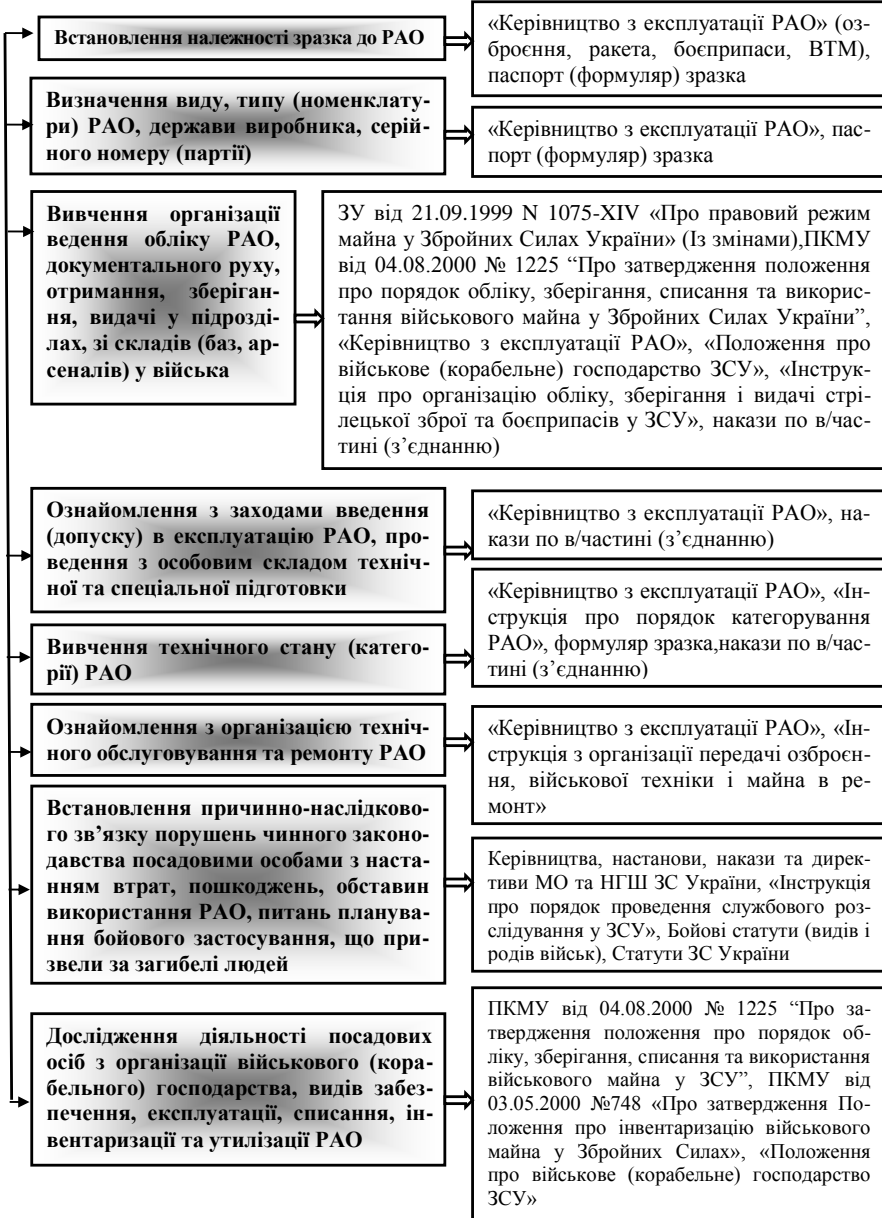 Встановлення належності зразка до РАО
«Керівництво з експлуатації РАО» (оз-
броєння, ракета, боєприпаси, ВТМ),
паспорт (формуляр) зразка
Визначення виду, типу (номенклату-
ри) РАО, держави виробника, серій-
ного номеру (партії)
«Керівництво з експлуатації РАО», пас-
порт (формуляр) зразка
Вивчення організації
ведення обліку РАО,
документального руху,
отримання, зберіган-
ня, видачі у підрозді-
лах, зі складів (баз, ар-
сеналів) у війська
ЗУ від 21.09.1999 N 1075-XIV «Про правовий режим
майна у Збройних Силах України» (Із змінами),ПКМУ
від 04.08.2000 № 1225 “Про затвердження положення
про порядок обліку, зберігання, списання та викорис-
тання військового майна у Збройних Силах України”,
«Керівництво з експлуатації РАО», «Положення про
військове (корабельне) господарство ЗСУ», «Інструк-
ція про організацію обліку, зберігання і видачі стрі-
лецької зброї та боєприпасів у ЗСУ», накази по в/час-
тині (з’єднанню)
Ознайомлення з заходами введення
(допуску) в експлуатацію РАО, про-
ведення з особовим складом техніч-
ної та спеціальної підготовки
«Керівництво з експлуатації РАО», на-
кази по в/частині (з’єднанню)
Вивчення технічного стану (катего-
рії) РАО
«Керівництво з експлуатації РАО», «Ін-
струкція про порядок категорування
РАО», формуляр зразка,накази по в/час-
тині (з’єднанню)
Ознайомлення з організацією техніч-
ного обслуговування та ремонту РАО
«Керівництво з експлуатації РАО», «Ін-
струкція з організації передачі озброєн-
ня, військової техніки і майна в ре-
монт»
Встановлення причинно-наслідково-
го зв’язку порушень чинного законо-
давства посадовими особами з наста-
нням втрат, пошкоджень, обставин
використання РАО, питань планува-
ння бойового застосування, що при-
звели за загибелі людей
Керівництва, настанови, накази та дирек-
тиви МО та НГШ ЗС України, «Інструкція
про порядок проведення службового роз-
слідування у ЗСУ», Бойові статути (видів і
родів військ), Статути ЗС України
Дослідження діяльності посадових
осіб з організації військового (кора-
бельного) господарства, видів забез-
печення, експлуатації, списання, ін-
вентаризації та утилізації РАО
ПКМУ від 04.08.2000 № 1225 “Про за-
твердження положення про порядок об-
ліку, зберігання, списання та використання
військового майна у ЗСУ”, ПКМУ від
03.05.2000 №748 «Про затвердження По-
ложення про інвентаризацію військового
майна у Збройних Силах», «Положення
про військове (корабельне) господарство
ЗСУ»